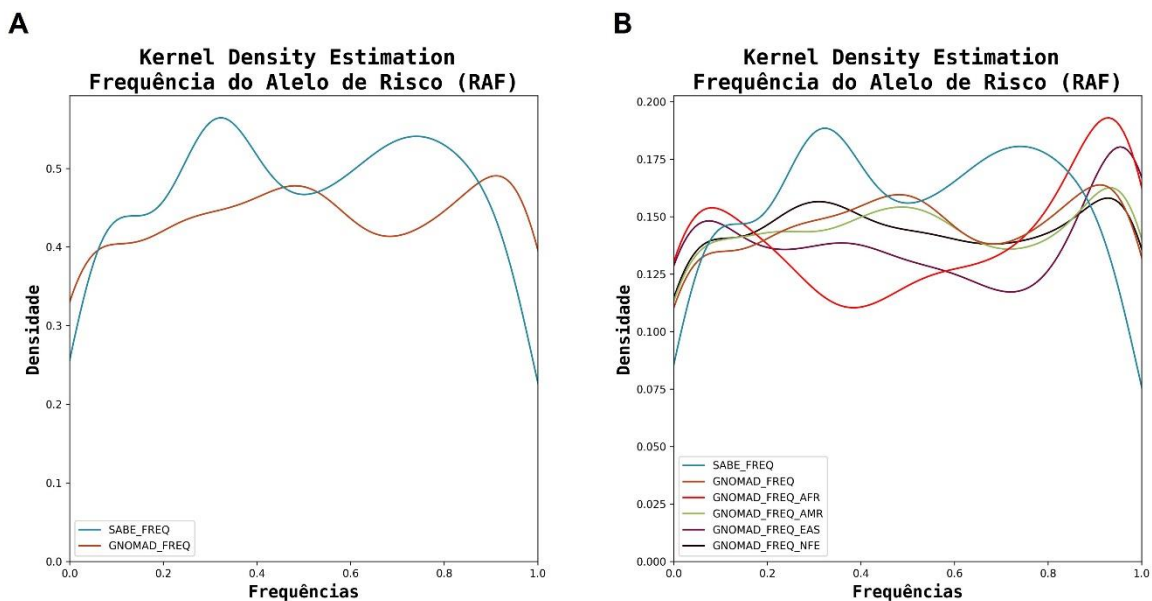 A
Kernel Density Estimation
Frequência do Alelo de Risco (RAF)
Densidade
0.5
0.4
0.3
0.2
0.1
0.0
SABE_FREQ
GNOMAD_FREQ
0.0 0.2 0.4 0.6 0.8 1.0
Frequências
B
Kernel Density Estimation
Frequência do Alelo de Risco (RAF)
Densidade
0.200
0.175
0.150
0.125
0.100
0.075
0.050
0.025
0.000
SABE_FREQ
GNOMAD_FREQ
GNOMAD_FREQ_AFR
GNOMAD_FREQ_AMR
GNOMAD_FREQ_EAS
GNOMAD_FREQ_NFE
0.0 0.2 0.4 0.6 0.8 1.0
Frequências